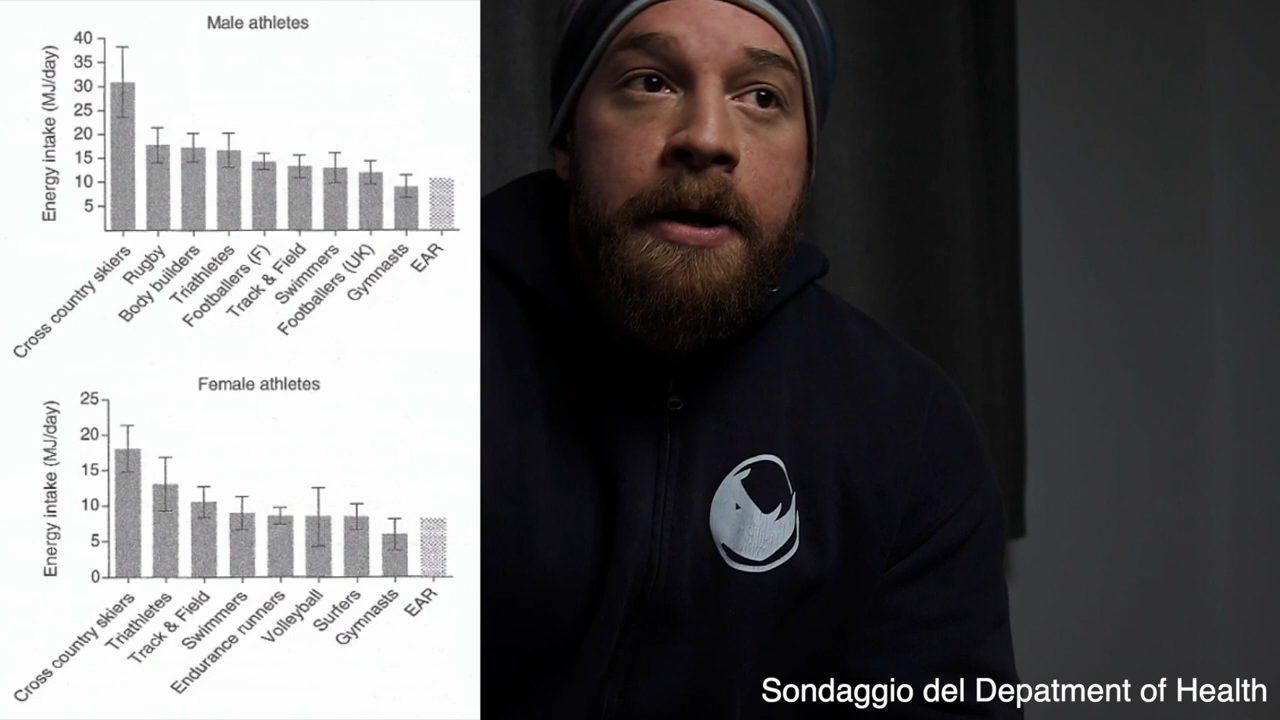 Male athletes
Energy intake (MJ/day)
40
35
30
25
20
15
10
5
Cross country skiers
Rugby
Body builders
Triathletes
Footballers (F)
Track & Field
Swimmers
Footballers (UK)
Gymnasts
EAR
Female athletes
Energy intake (MJ/day)
25
20
15
10
5
0
Cross country skiers
Triathletes
Track & Field
Swimmers
Endurance runners
Volleyball
Surfers
Gymnasts
EAR
Sondaggio del Depatment of Health